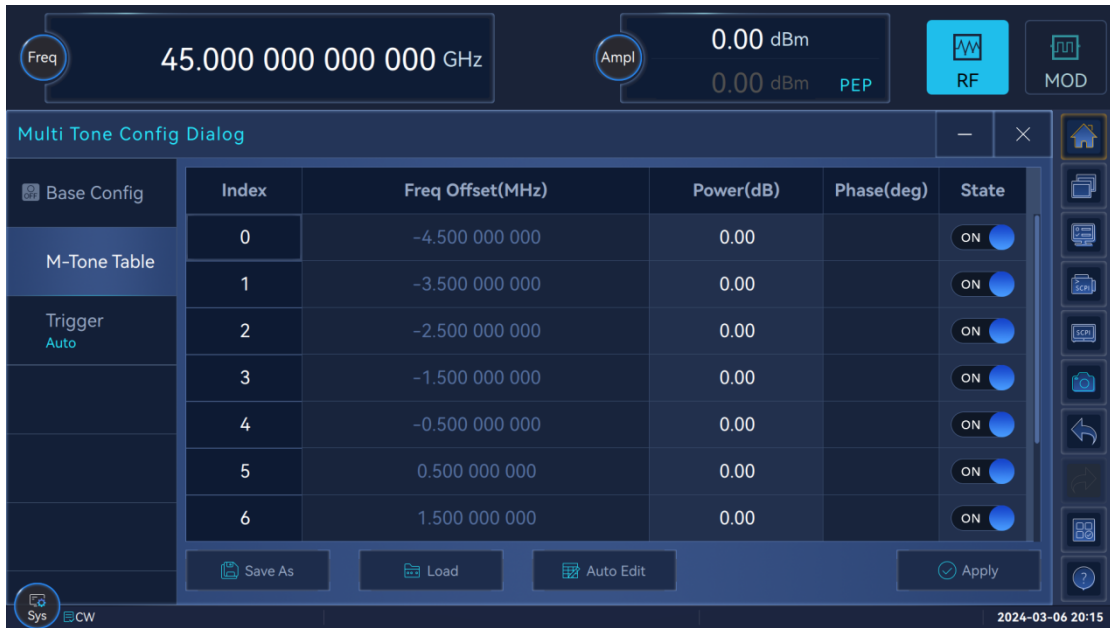 Freq
45.000 000 000 000 GHz
Ampl
0.00 dBm
0.00 dBm PEP
RF
MOD
Multi Tone Config Dialog
OFF Base Config
M-Tone Table
Trigger
Auto
Index Freq Offset(MHz) Power(dB) Phase(deg) State
0 -4.500 000 000 0.00 ON
1 -3.500 000 000 0.00 ON
2 -2.500 000 000 0.00 ON
3 -1.500 000 000 0.00 ON
4 -0.500 000 000 0.00 ON
5 0.500 000 000 0.00 ON
6 1.500 000 000 0.00 ON
SCPI
SCPI
?
Save As Load Auto Edit Apply
Sys CW 2024-03-06 20:15